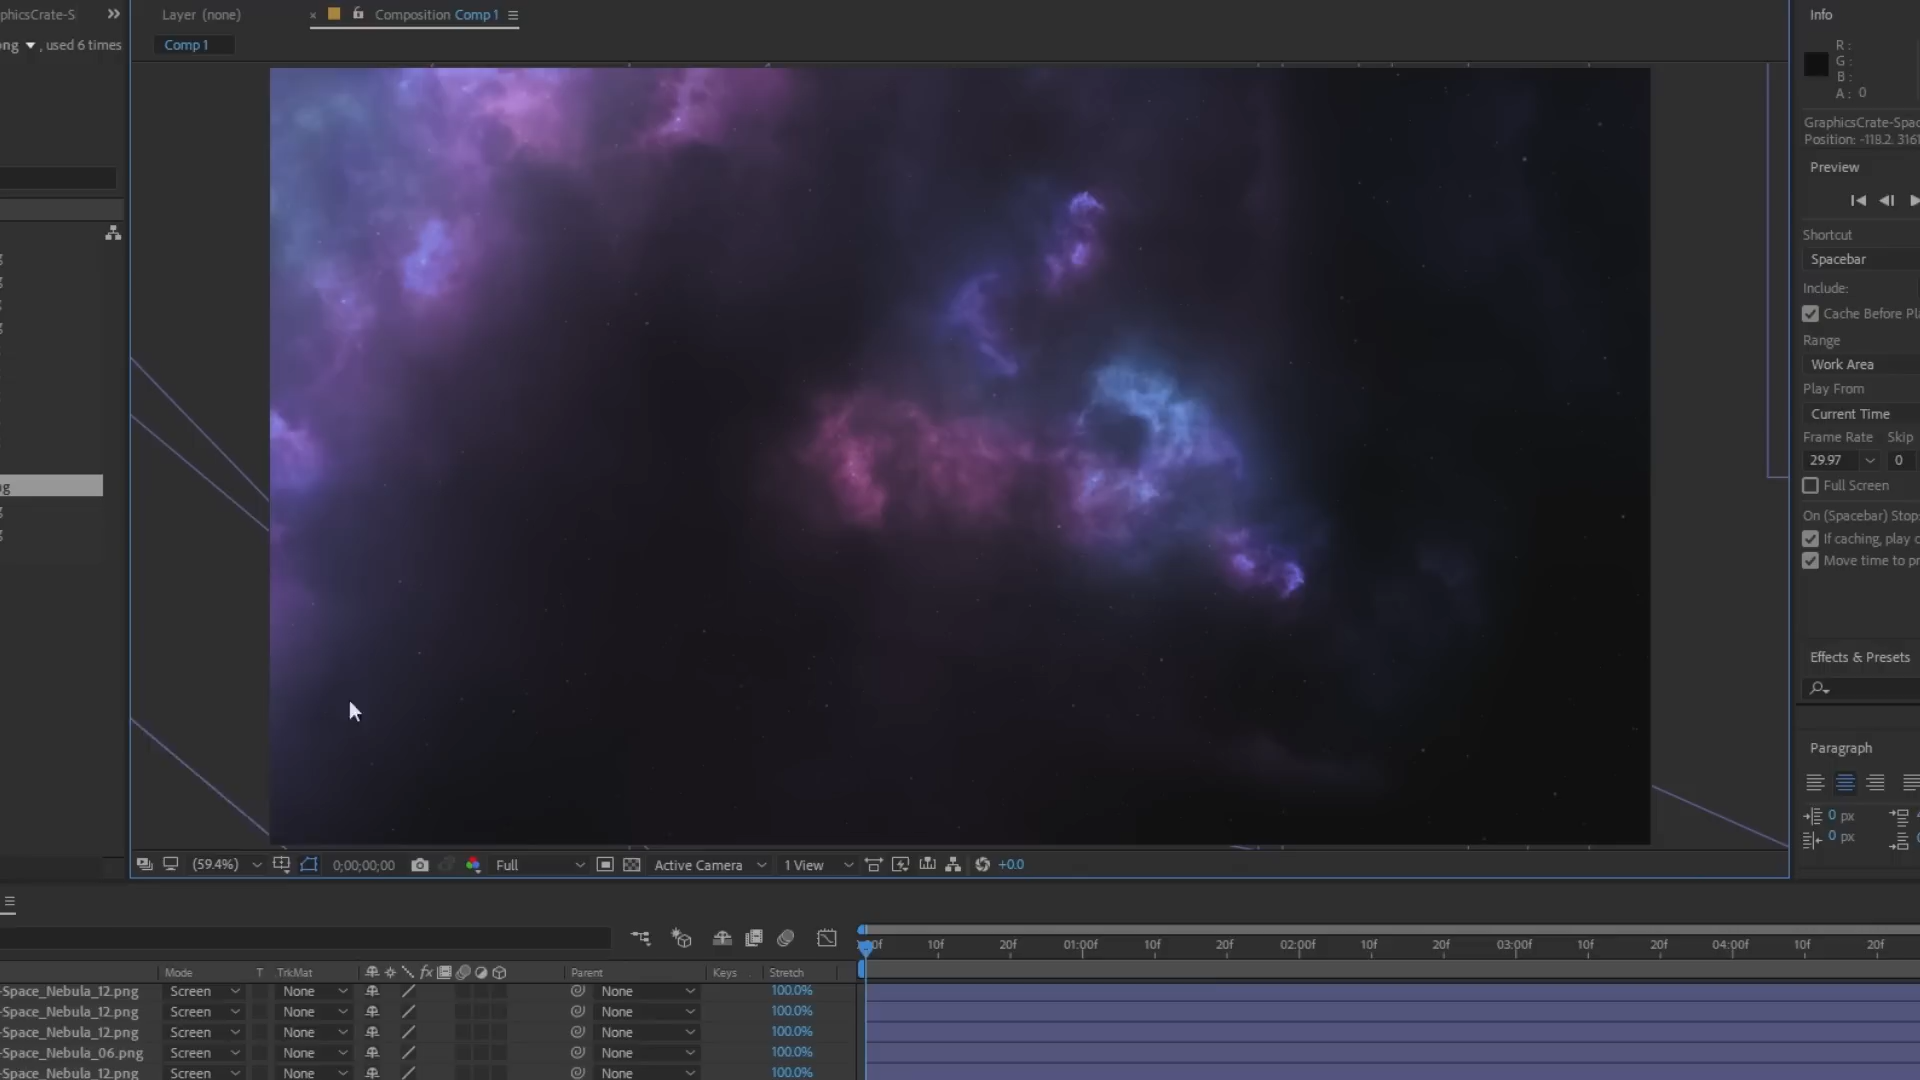 phicsCrate-S
ong , used 6 times
Layer (none)
× Composition Comp 1
Comp 1
Info
R :
G :
B :
A : 0
GraphicsCrate-Spac
Position: -118.2, 3161
Preview
Shortcut
Spacebar
Include:
Cache Before Pl
Range
Work Area
Play From
Current Time
Frame Rate Skip
29.97 0
Full Screen
On (Spacebar) Stop:
If caching, play c
Move time to pr
Effects & Presets
Paragraph
0 px
0 px
(59.4%) 0;00;00;00 Full Active Camera 1 View +0.0
10f 20f 01:00f 10f 20f 02:00f 10f 20f 03:00f 10f 20f 04:00f 10f 20f
Mode T TrkMat fx Parent Keys Stretch
-Space_Nebula_12.png Screen None None 100.0%
-Space_Nebula_12.png Screen None None 100.0%
-Space_Nebula_12.png Screen None None 100.0%
-Space_Nebula_06.png Screen None None 100.0%
-Space_Nebula_12.png Screen None None 100.0%